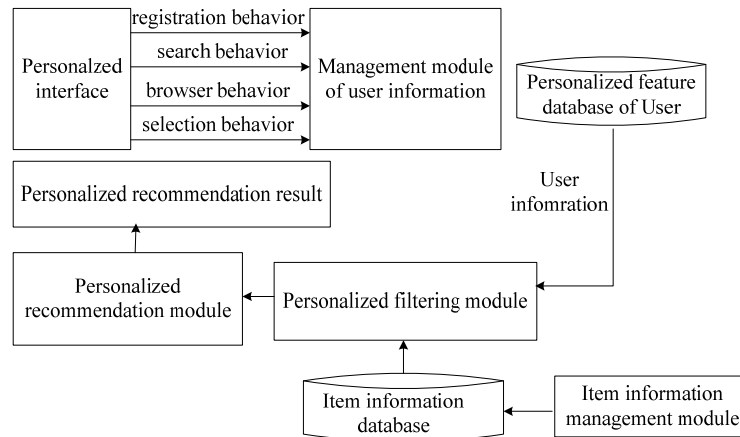 registration behavior
search behavior
browser behavior
selection behavior
Personalzed
interface
Management module
of user information
Personalized feature
database of User
Personalized recommendation result
User
infomration
Personalized
recommendation module
Personalized filtering module
Item information
database
Item information
management module